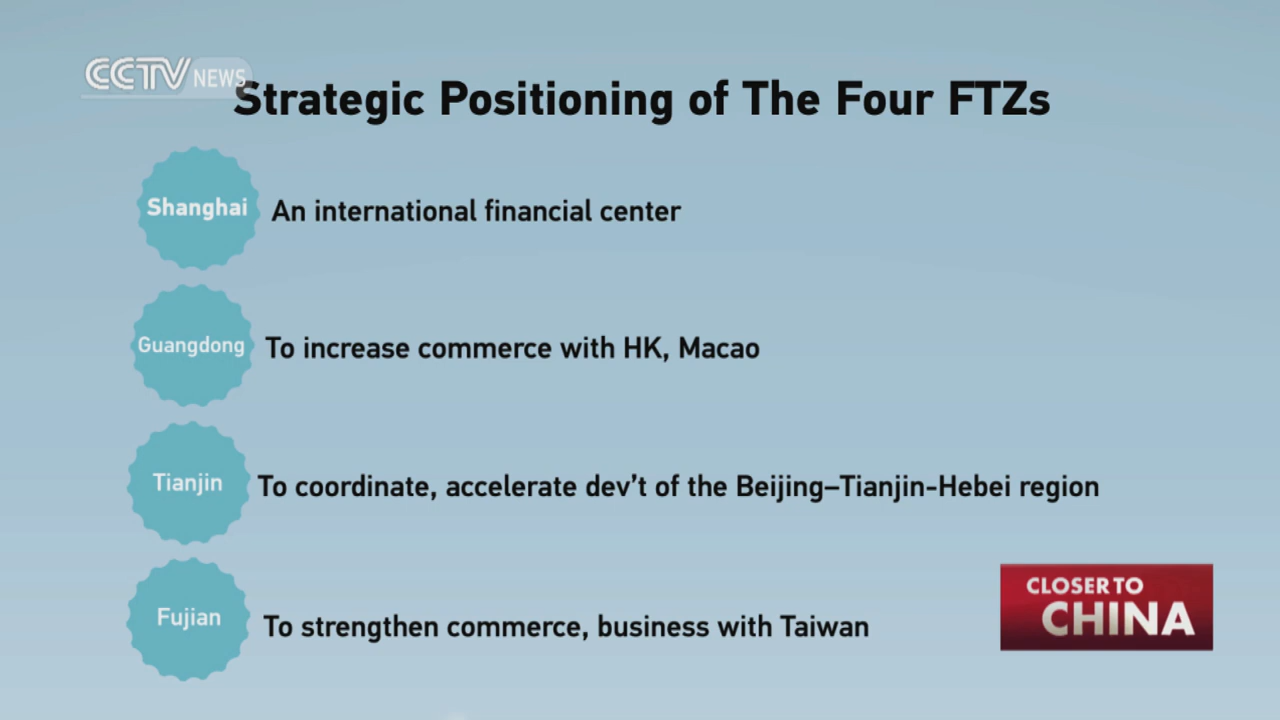 CCTV NEWS
Strategic Positioning of The Four FTZs
Shanghai An international financial center
Guangdong To increase commerce with HK, Macao
Tianjin To coordinate, accelerate dev’t of the Beijing–Tianjin-Hebei region
Fujian To strengthen commerce, business with Taiwan
CLOSER TO
CHINA